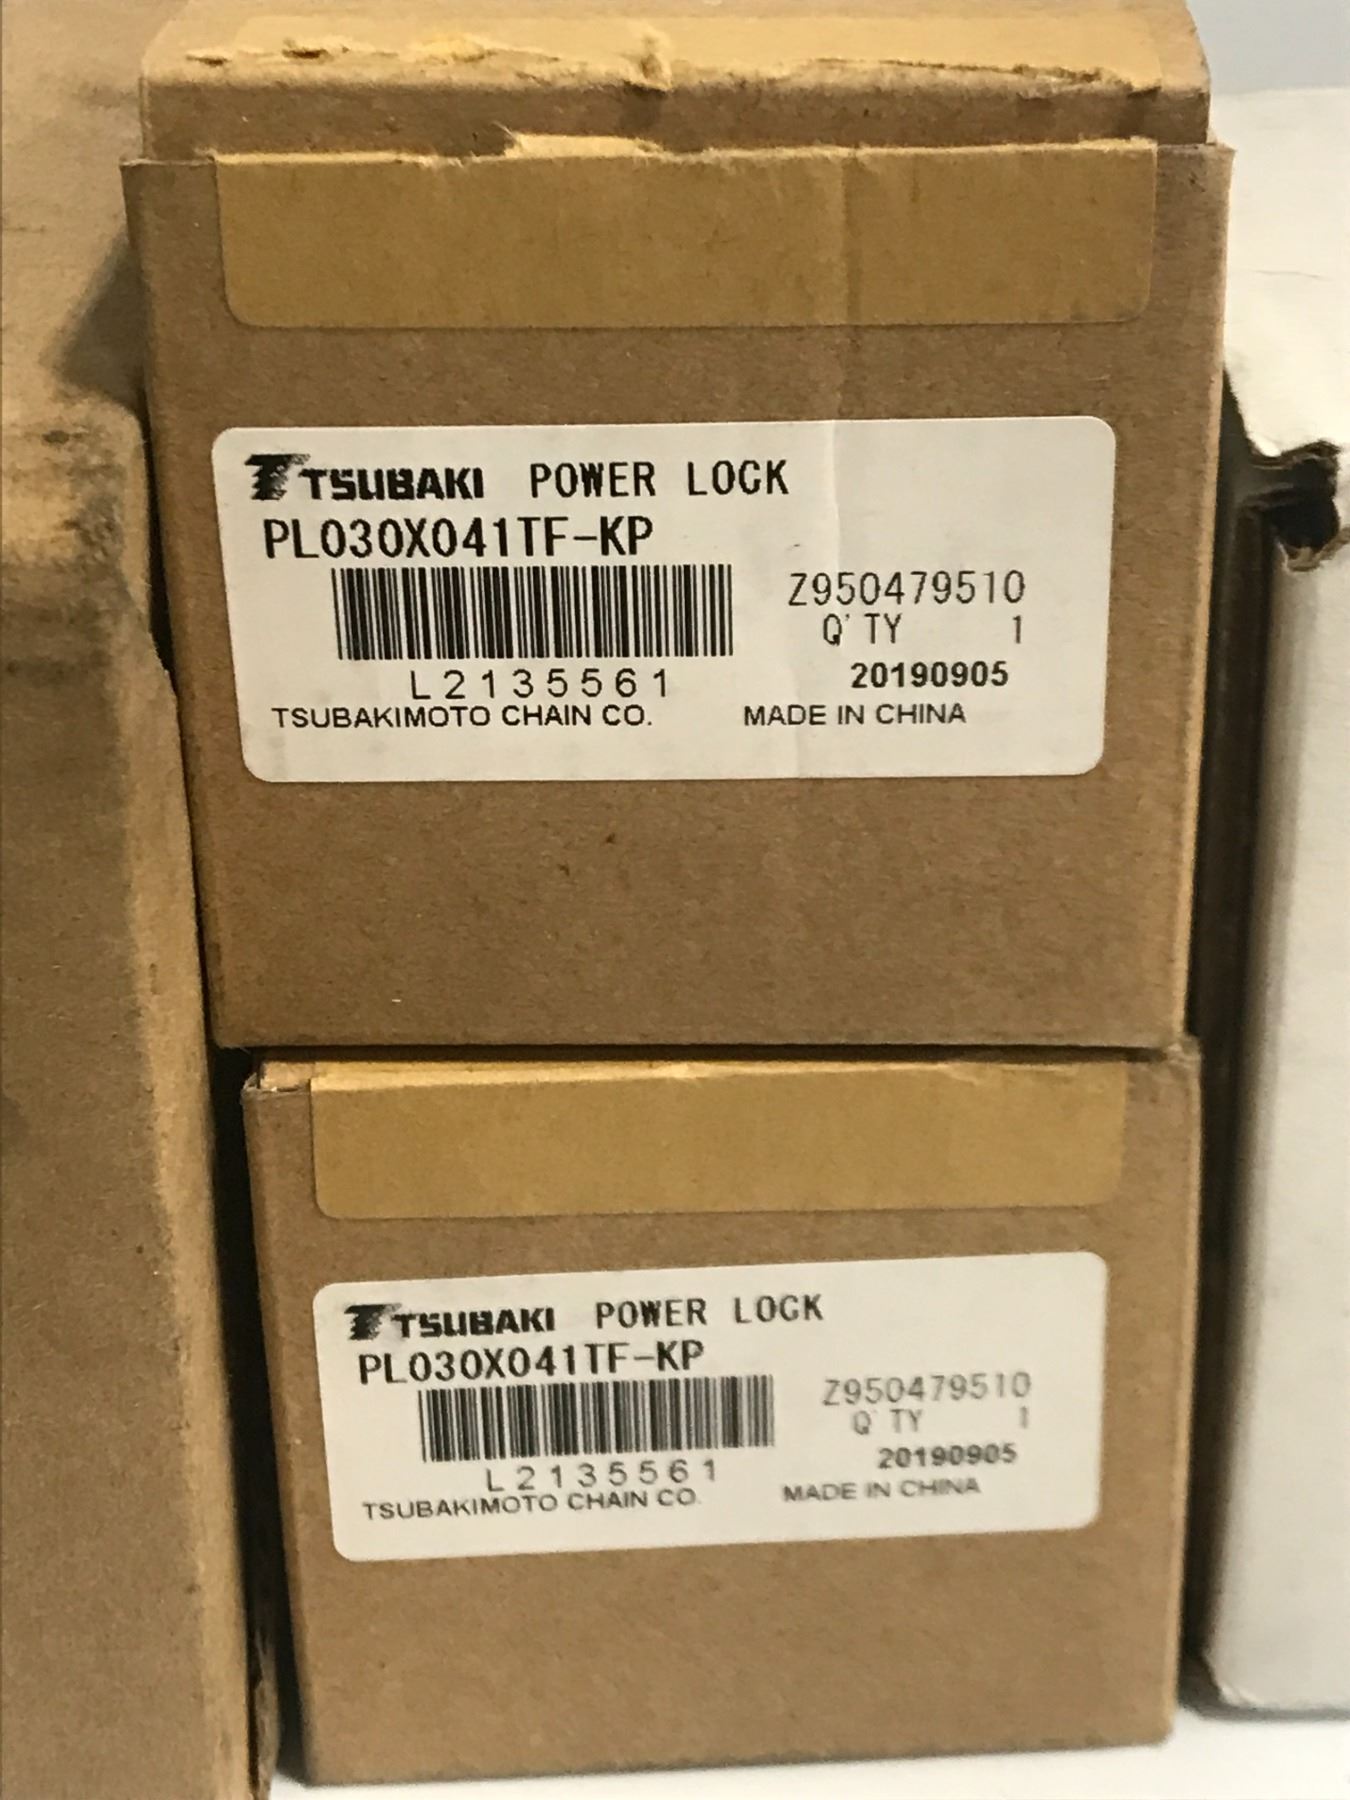 TSUBAKI POWER LOCK
PL030X041TF-KP
Z950479510
Q'TY 1
L2135561
20190905
TSUBAKIMOTO CHAIN CO. MADE IN CHINA
TSUBAKI POWER LOCK
PL030X041TF-KP
Z950479510
Q'TY 1
L2135561
20190905
TSUBAKIMOTO CHAIN CO. MADE IN CHINA